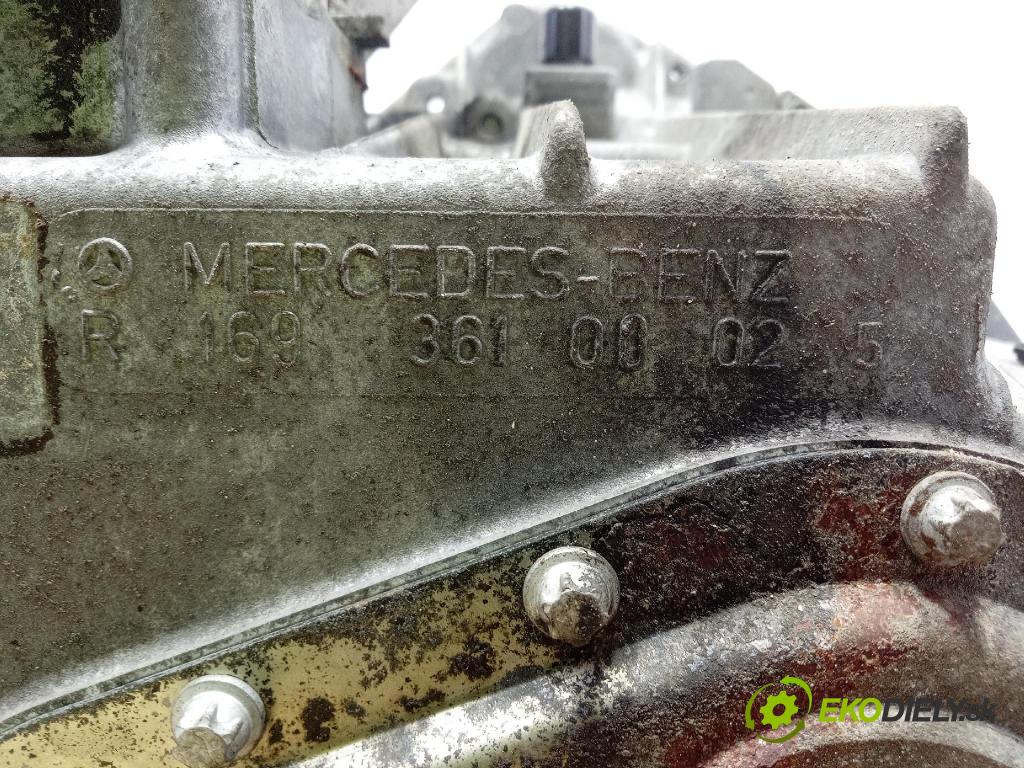 MERCEDES-BENZ
R 169 361 00 02 5
EKODIELY.sk